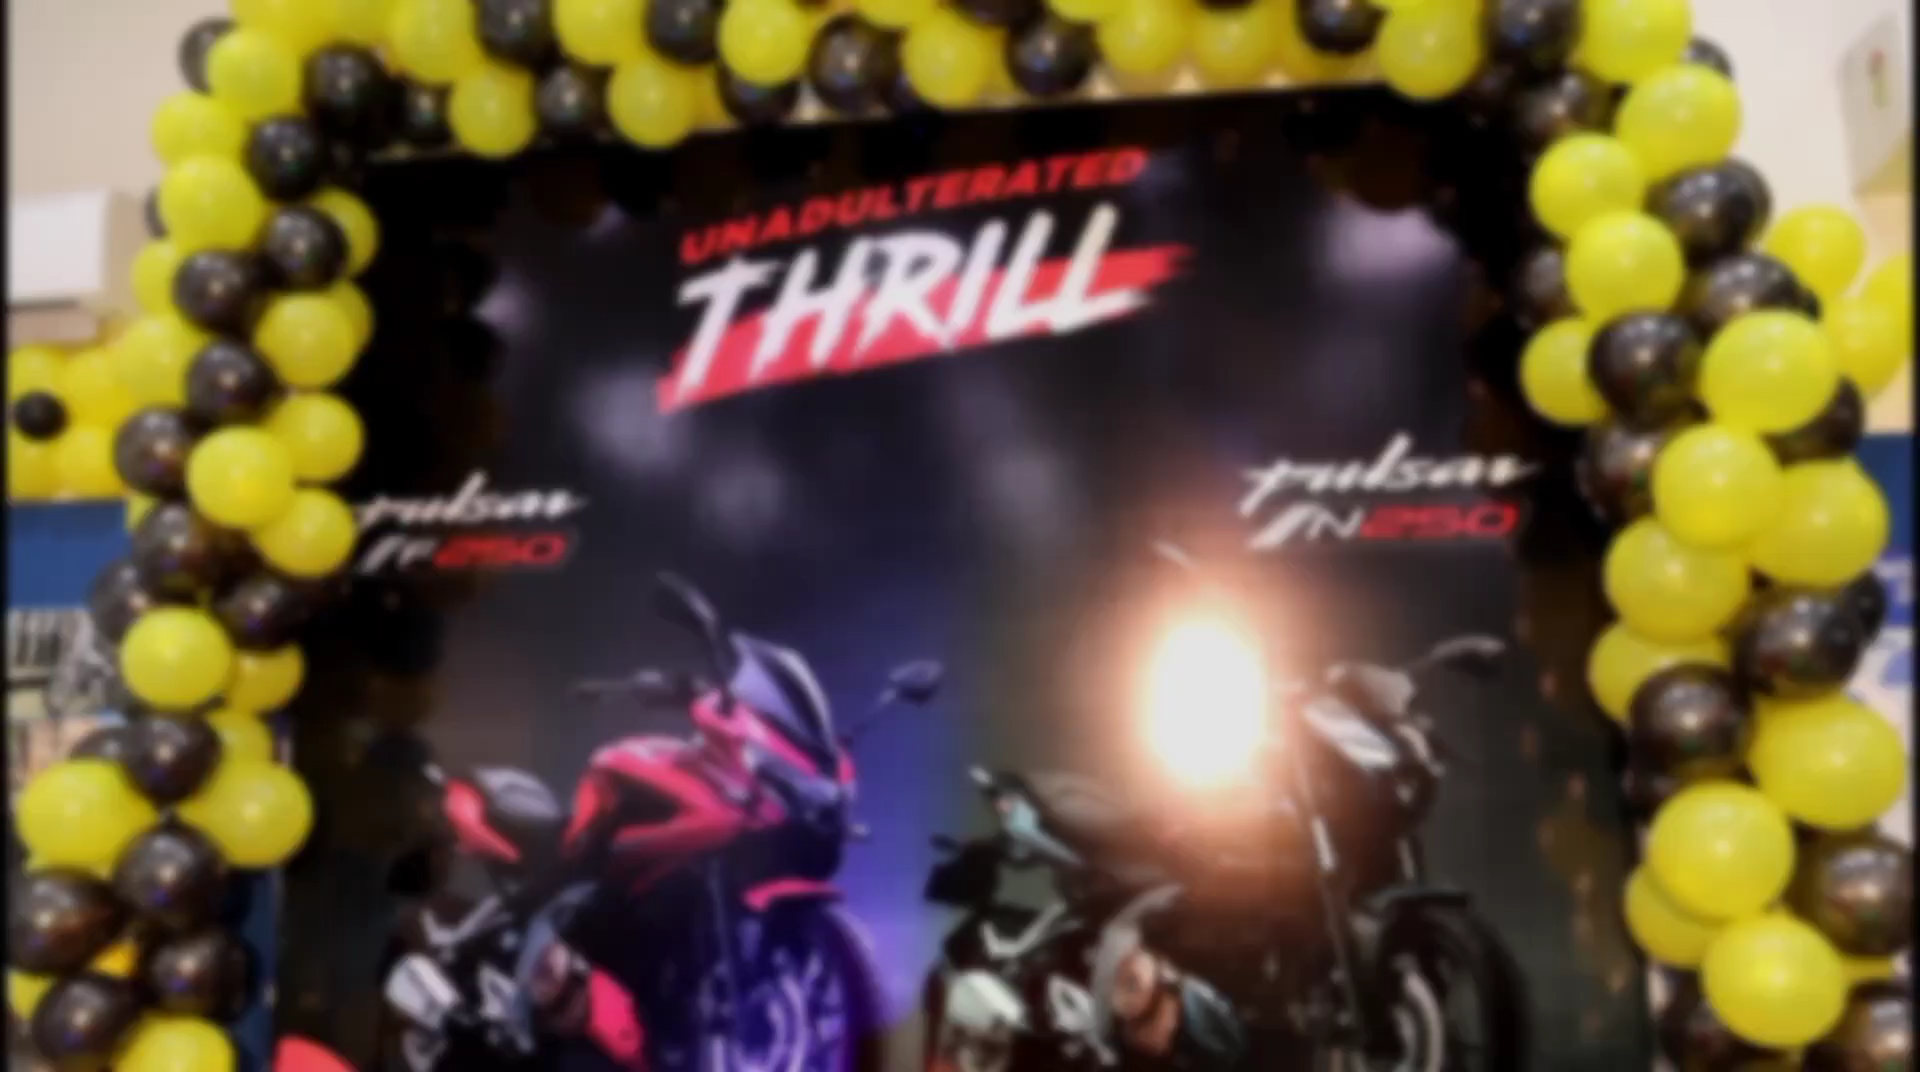 UNADULTERATED
THRILL
pulsar
F250
pulsar
N250